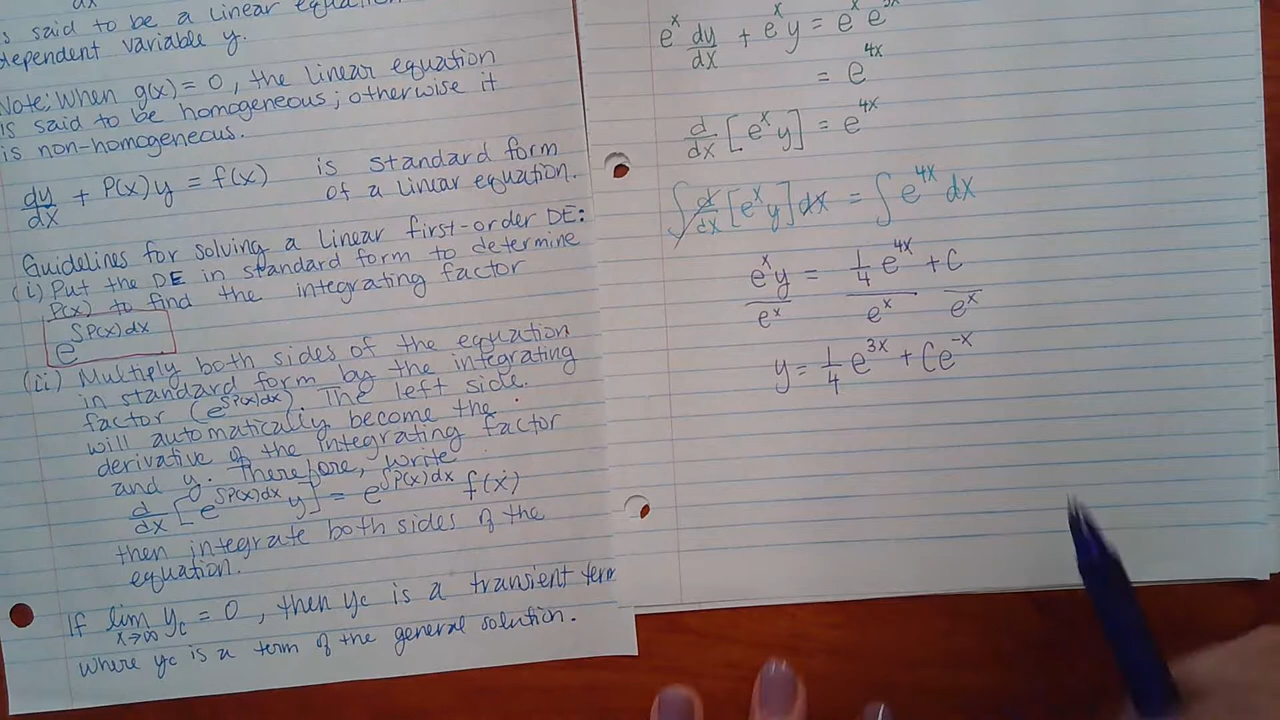 dx
is said to be a linear equation
dependent variable y.
Note: When g(x) = 0, the linear equation
is said to be homogeneous; otherwise it
is non-homogeneous.
dy/dx + P(x)y = f(x) is standard form
of a linear equation.
Guidelines for solving a linear first-order DE:
(i) Put the DE in standard form to determine
P(x) to find the integrating factor
e^∫P(x)dx
(ii) Multiply both sides of the equation
in standard form by the integrating
factor (e^∫P(x)dx) The left side.
will automatically become the
derivative of the integrating factor
and y. Therefore, write
d/dx [e^∫P(x)dx y] = e^∫P(x)dx f(x)
then integrate both sides of the
equation.
If lim x→∞ yc = 0, then yc is a transient term
where yc is a term of the general solution.
e^x dy/dx + e^x y = e^x e^3x
= e^4x
d/dx [e^x y] = e^4x
∫ d/dx [e^x y] dx = ∫ e^4x dx
e^x y / e^x = 1/4 e^4x / e^x + C / e^x
y = 1/4 e^3x + Ce^-x